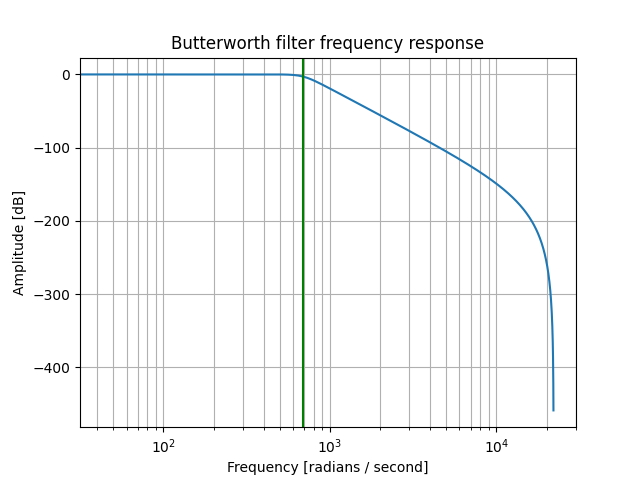 Butterworth filter frequency response
Amplitude [dB]
0
−100
−200
−300
−400
10²
10³
10⁴
Frequency [radians / second]